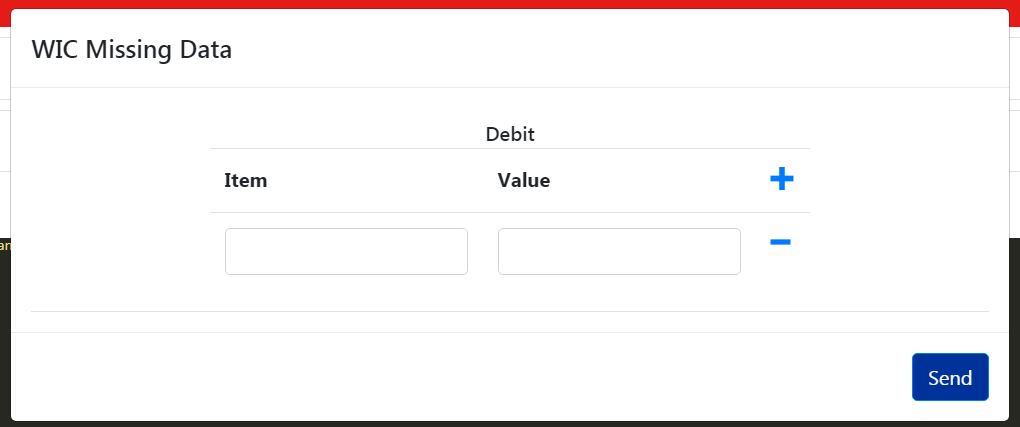 WIC Missing Data
Debit
Item Value
Send